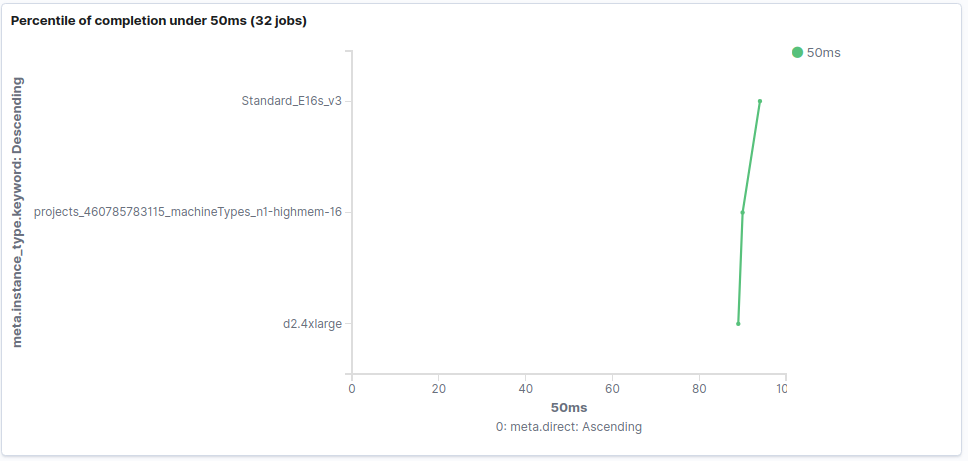 Percentile of completion under 50ms (32 jobs)
50ms
meta.instance_type.keyword: Descending
Standard_E16s_v3
projects_460785783115_machineTypes_n1-highmem-16
d2.4xlarge
0 20 40 60 80 10
50ms
0: meta.direct: Ascending